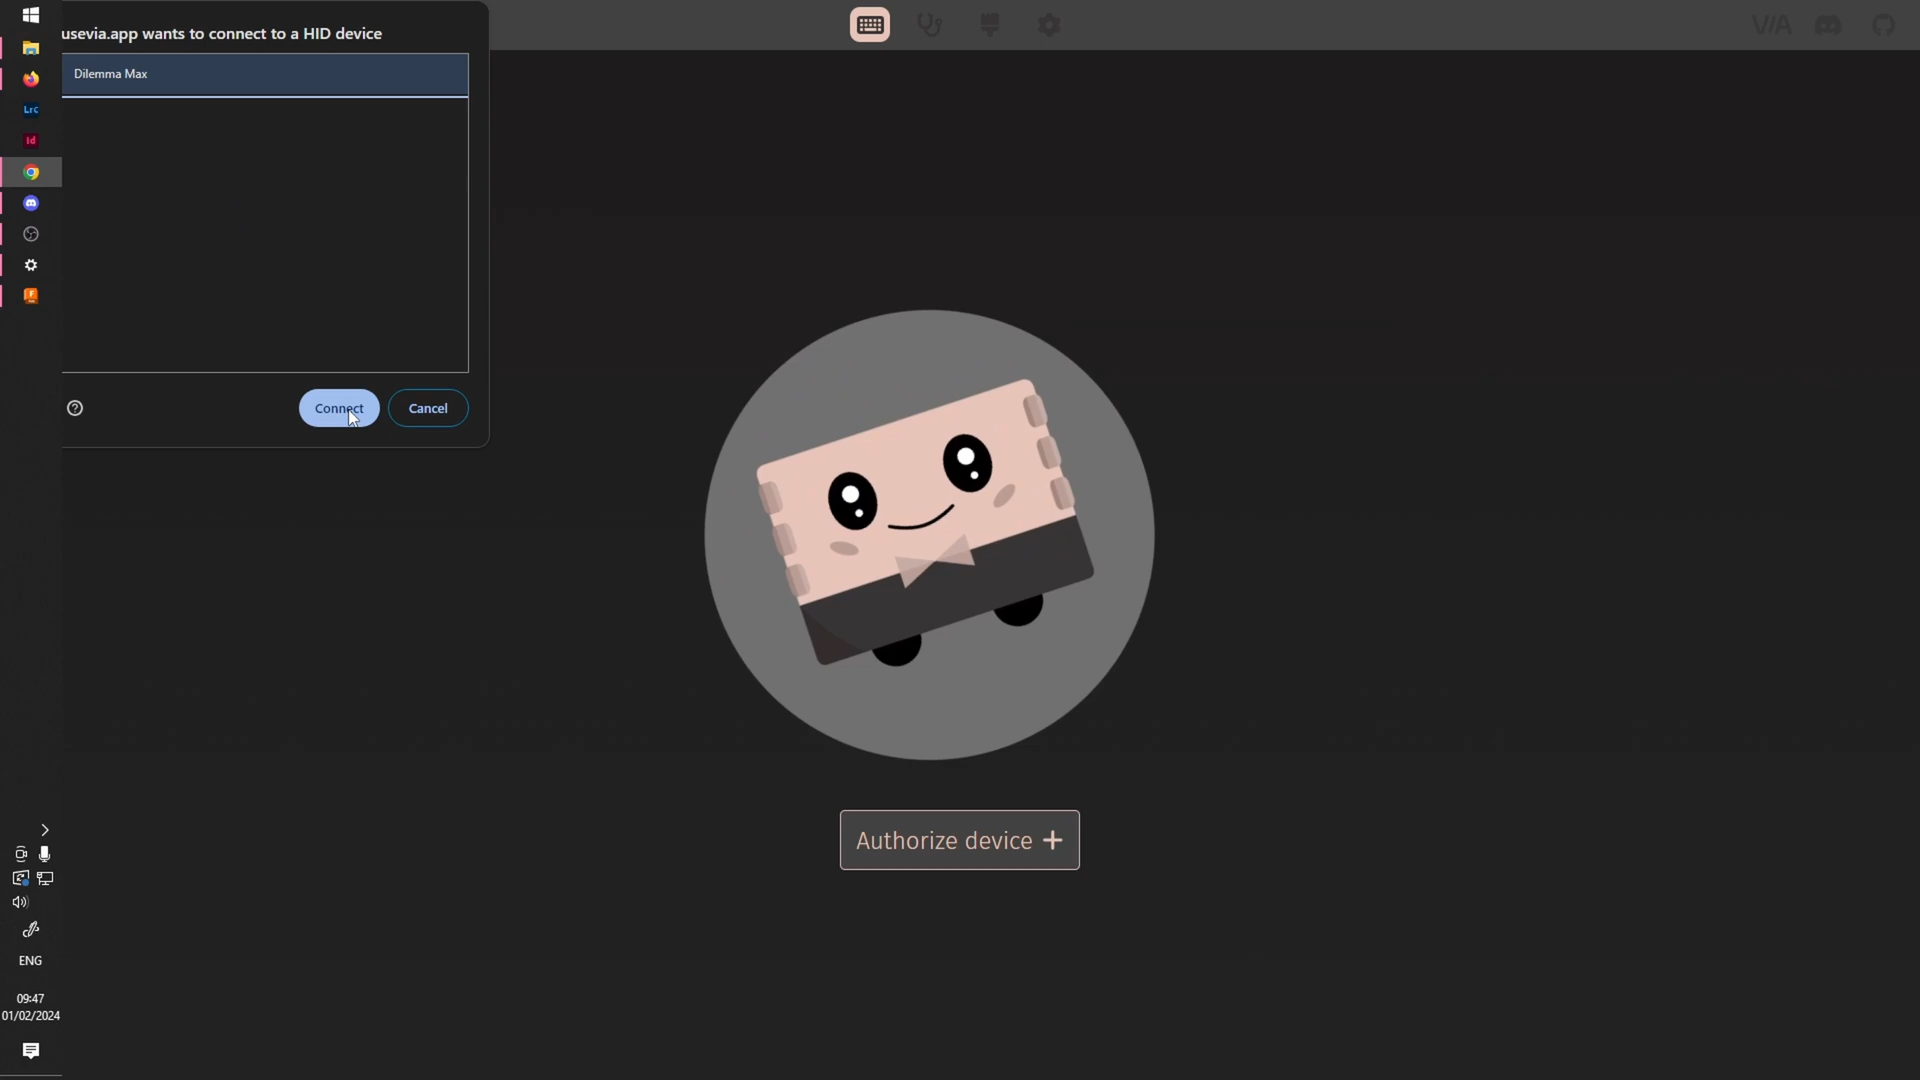 usevia.app wants to connect to a HID device
Dilemma Max
Connect
Cancel
VIA
Lrc
Id
Authorize device +
ENG
09:47
01/02/2024